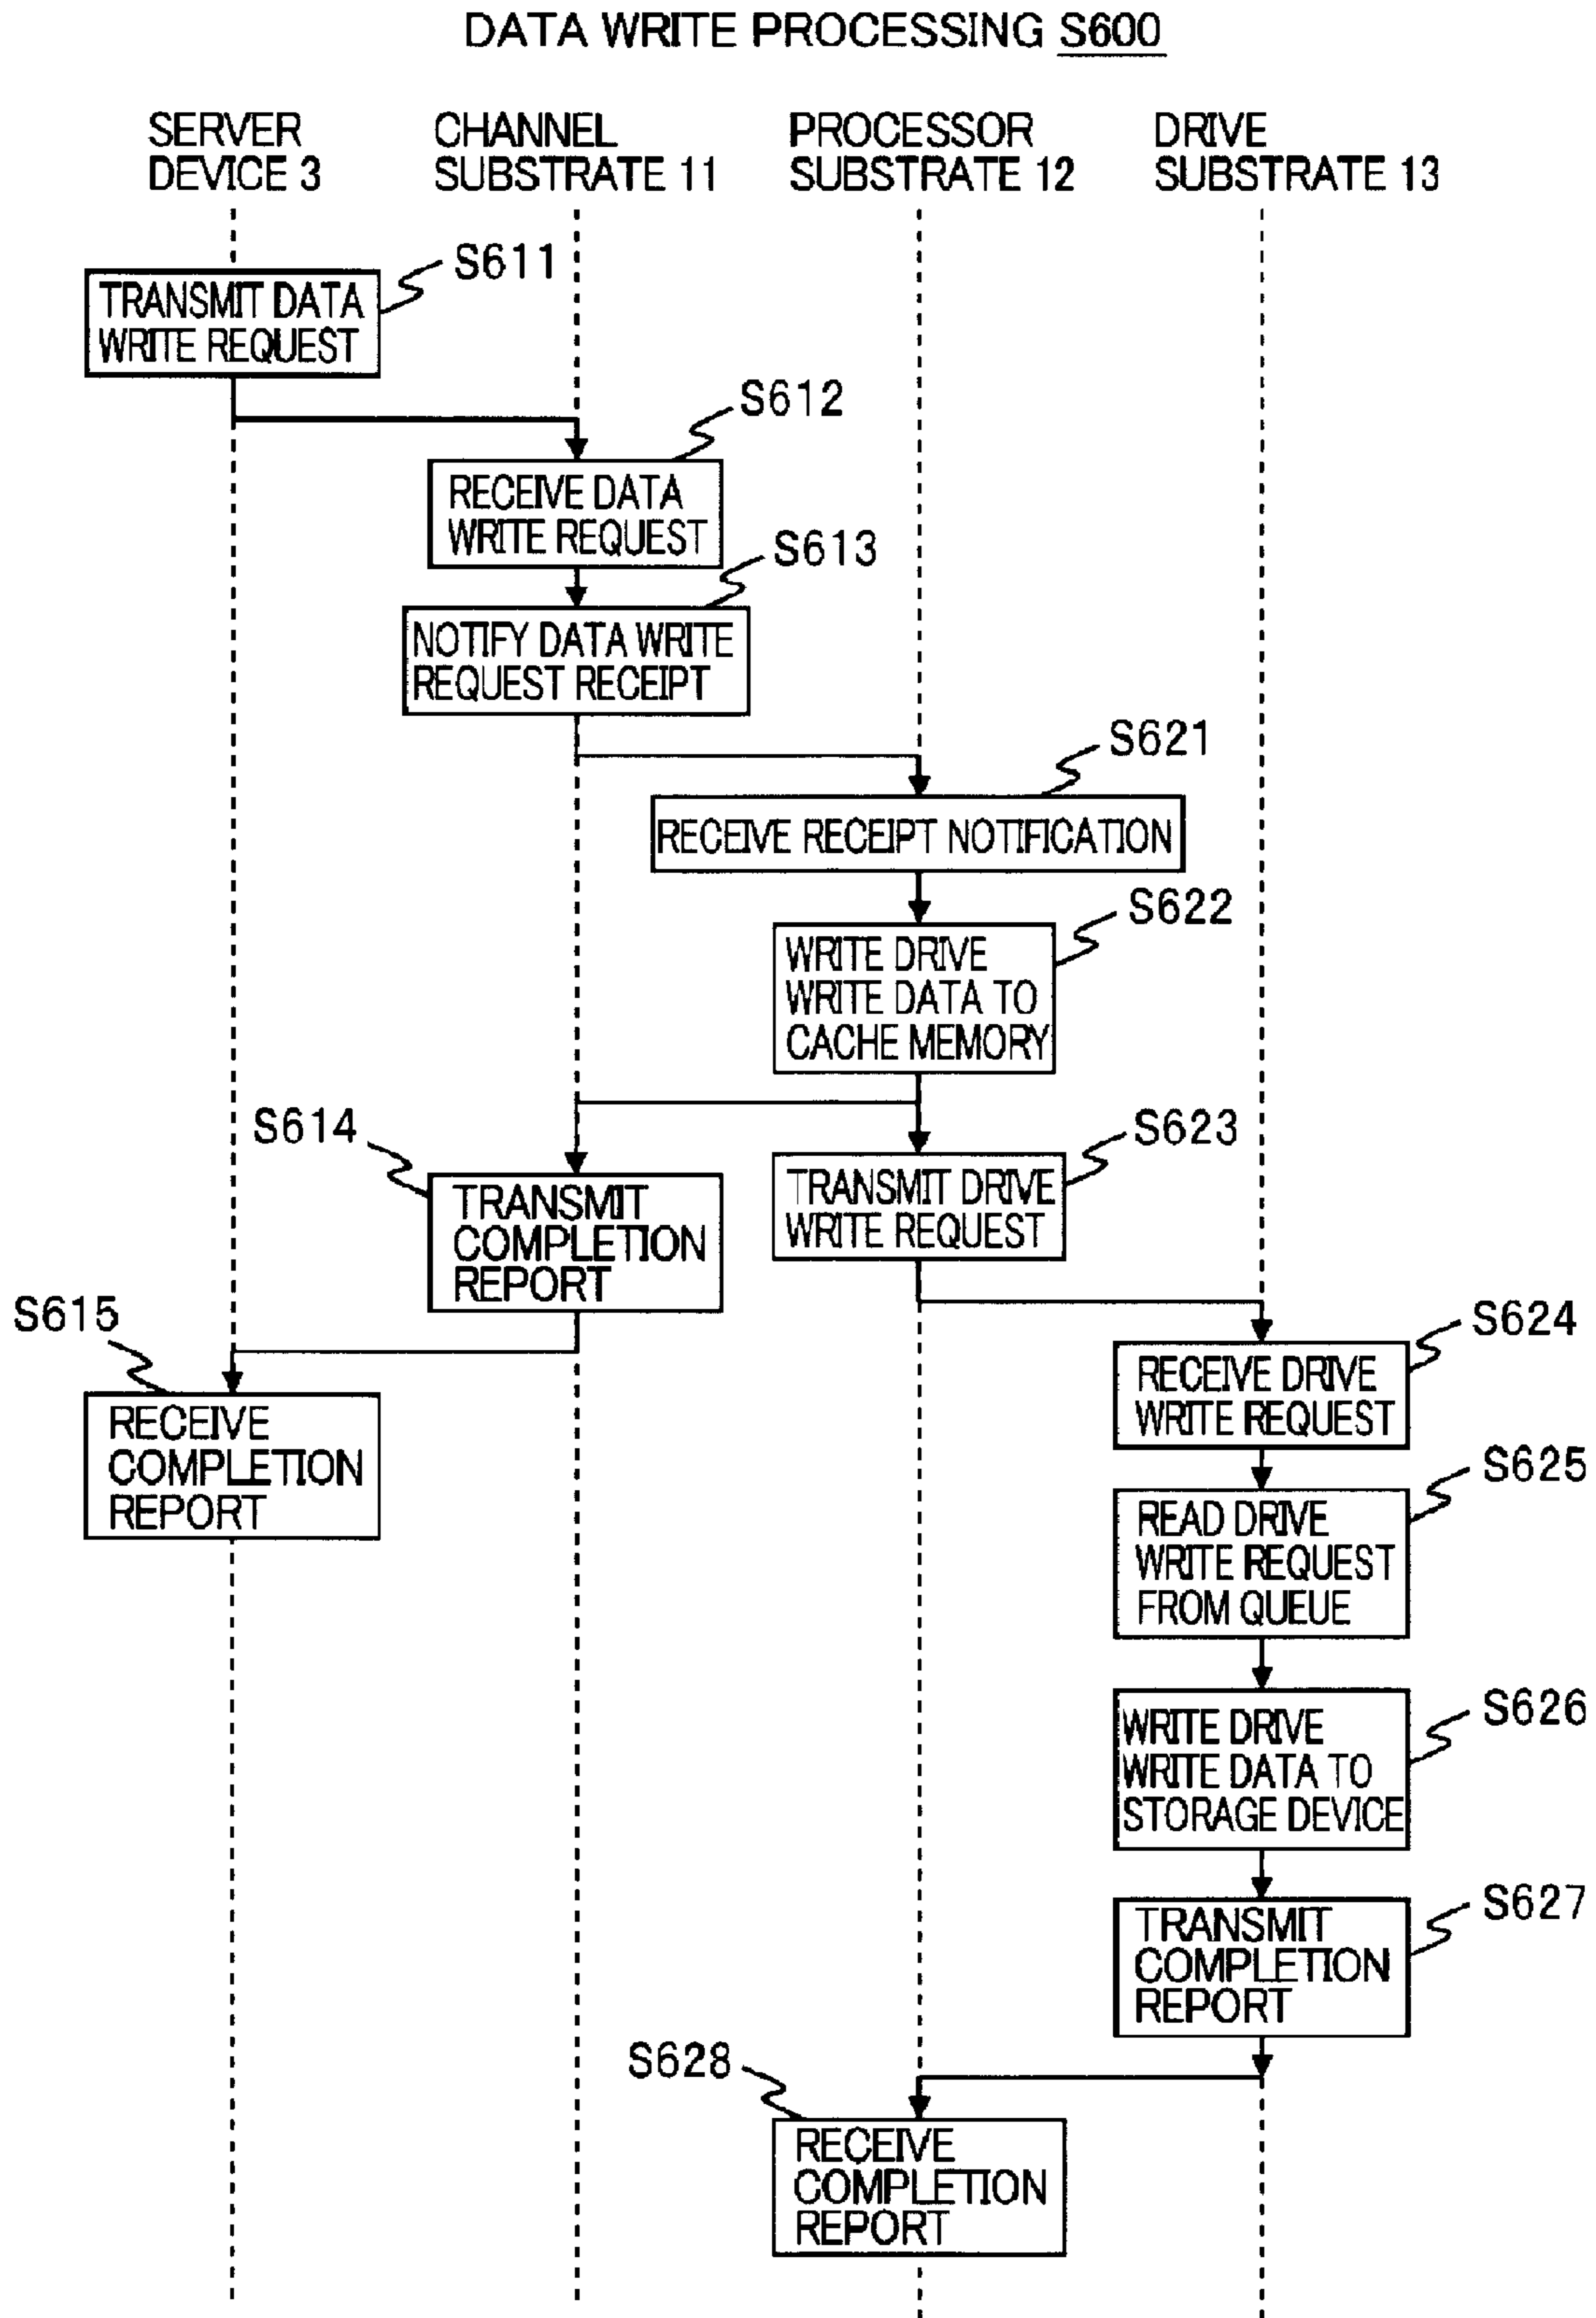 DATA WRITE PROCESSING S600
SERVER
DEVICE 3
CHANNEL
SUBSTRATE 11
PROCESSOR
SUBSTRATE 12
DRIVE
SUBSTRATE 13
S611
TRANSMIT DATA
WRITE REQUEST
S612
RECEIVE DATA
WRITE REQUEST
S613
NOTIFY DATA WRITE
REQUEST RECEIPT
S621
RECEIVE RECEIPT NOTIFICATION
S622
WRITE DRIVE
WRITE DATA TO
CACHE MEMORY
S614
TRANSMIT
COMPLETION
REPORT
S623
TRANSMIT DRIVE
WRITE REQUEST
S615
RECEIVE
COMPLETION
REPORT
S624
RECEIVE DRIVE
WRITE REQUEST
S625
READ DRIVE
WRITE REQUEST
FROM QUEUE
S626
WRITE DRIVE
WRITE DATA TO
STORAGE DEVICE
S627
TRANSMIT
COMPLETION
REPORT
S628
RECEIVE
COMPLETION
REPORT